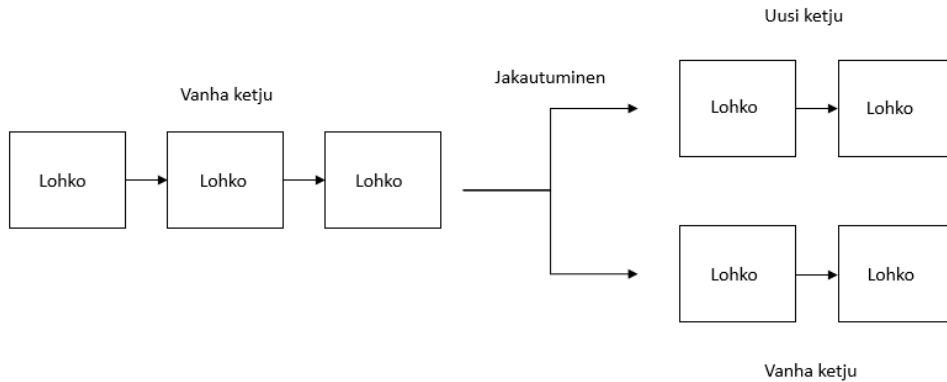 Uusi ketju
Vanha ketju
Jakautuminen
Lohko
Lohko
Lohko
Lohko
Lohko
Lohko
Lohko
Vanha ketju